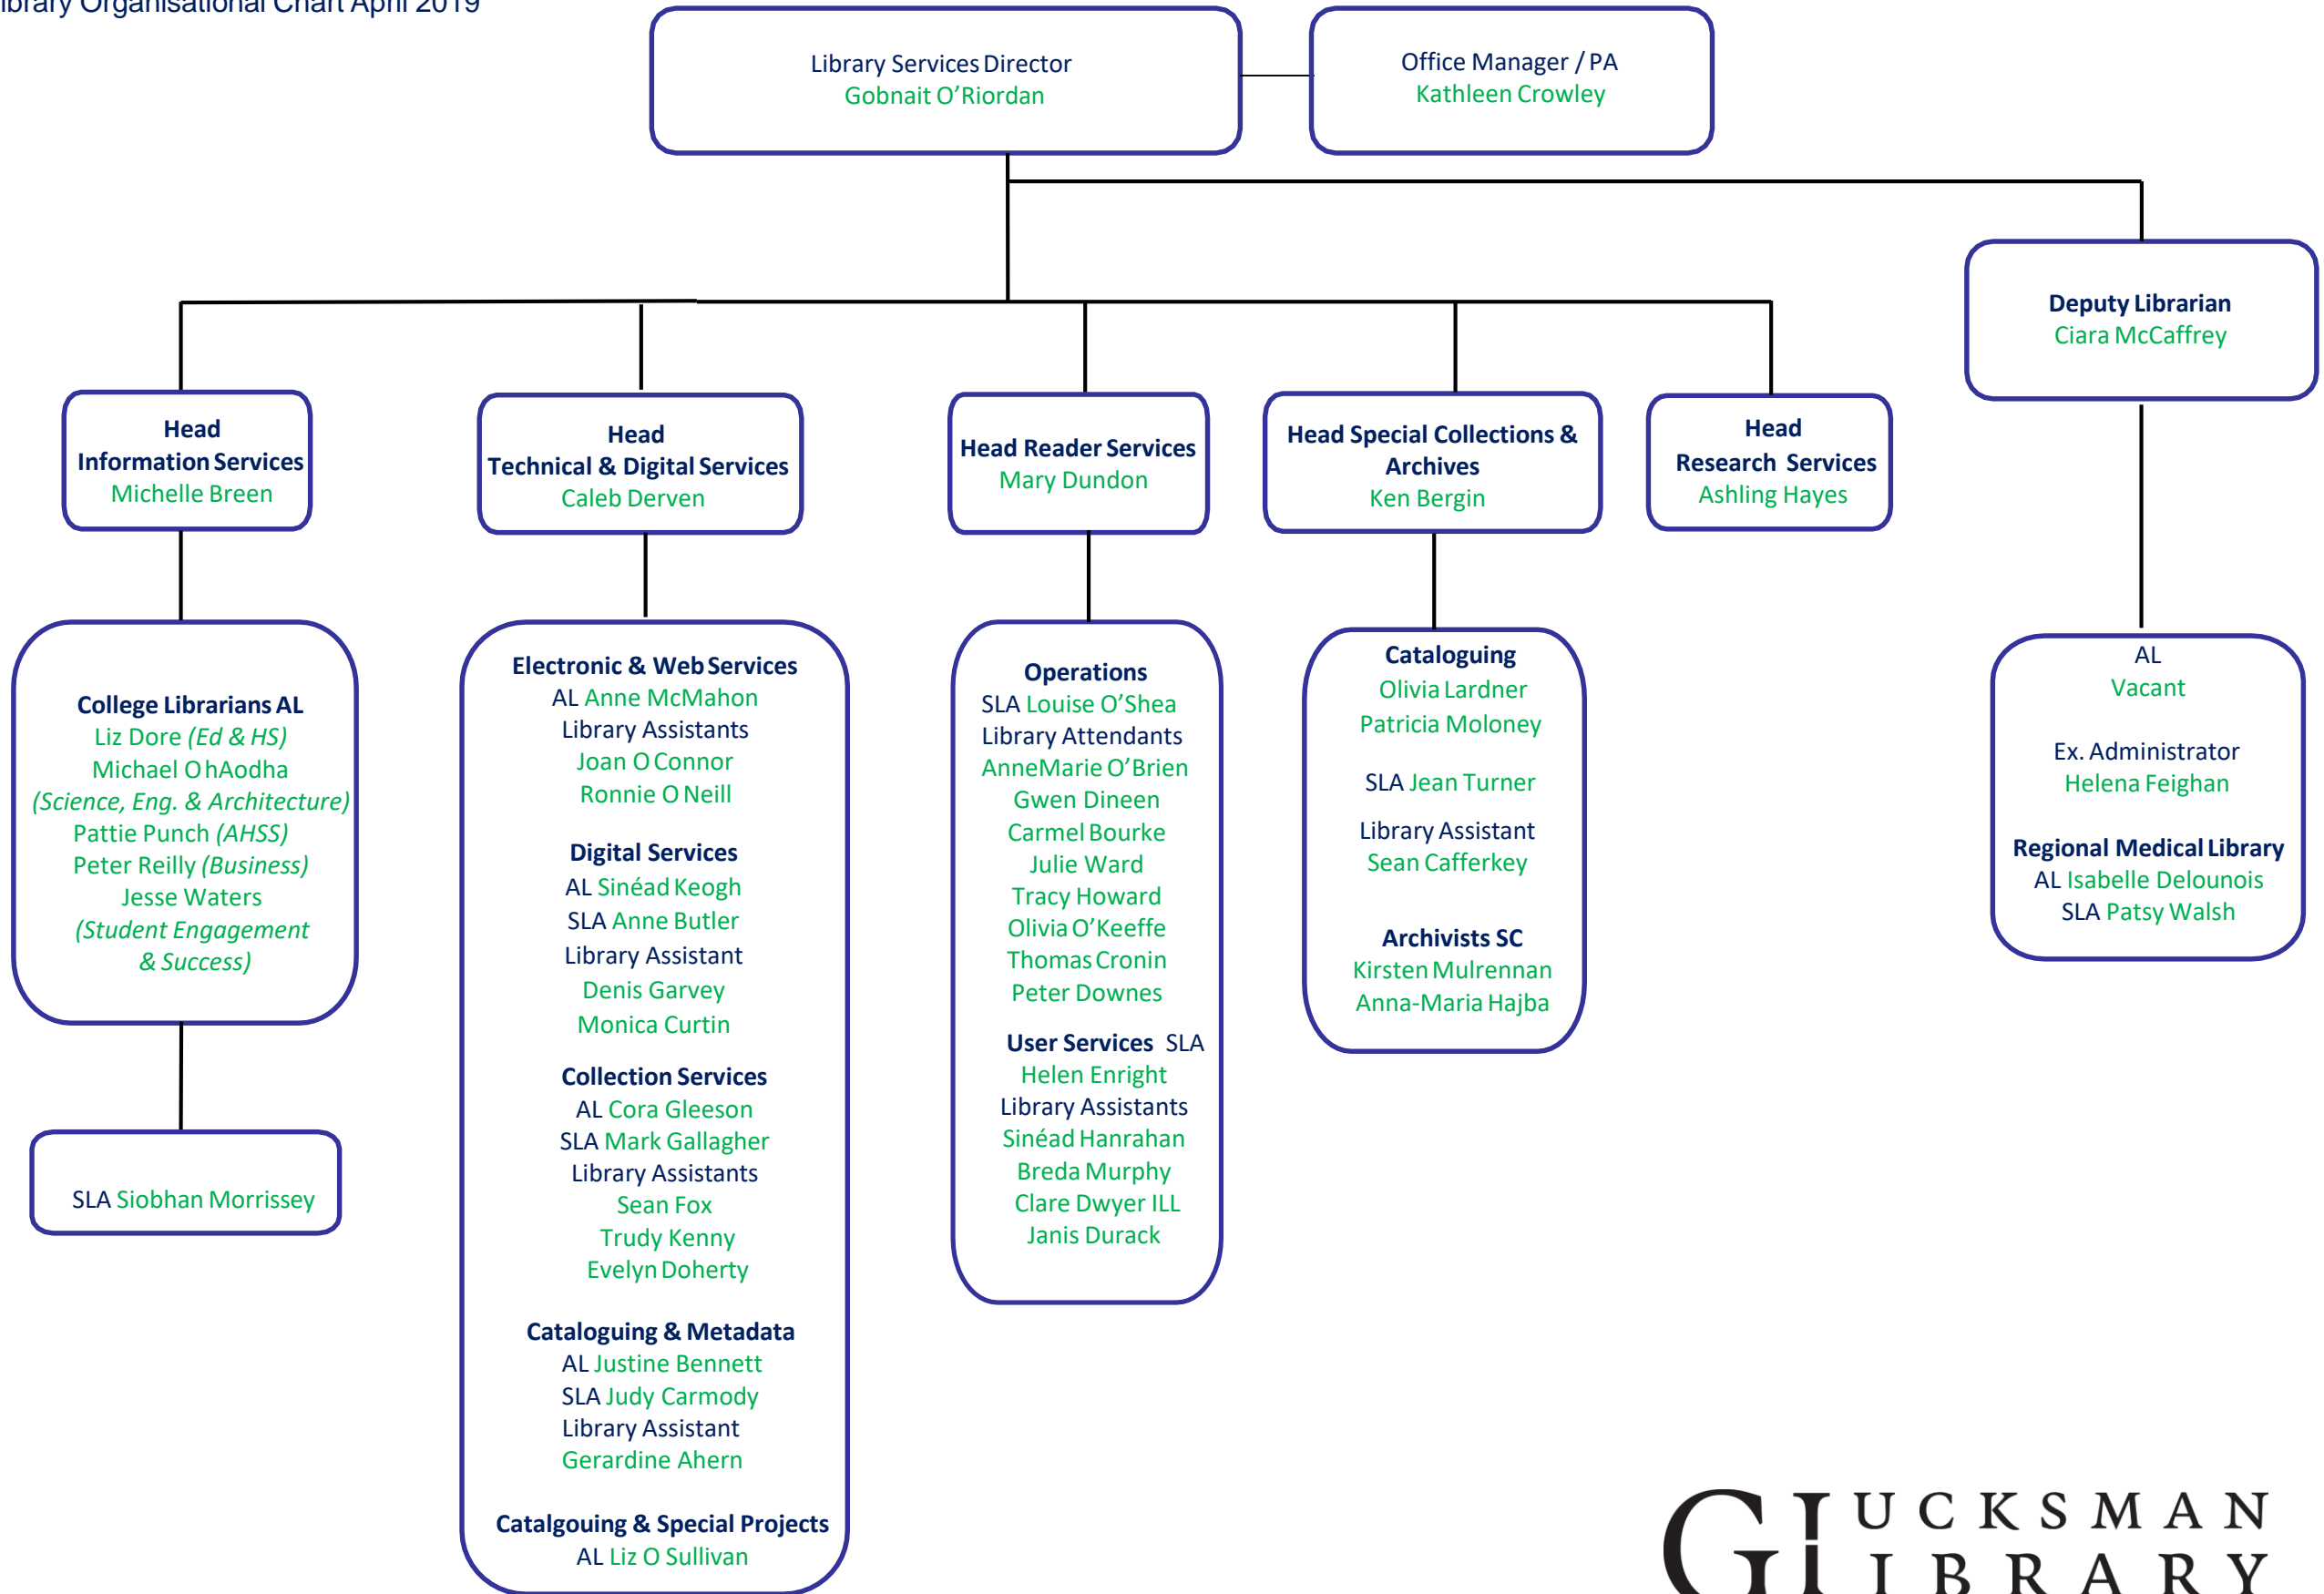 Library Organisational Chart April 2019
Library Services Director
Gobnait O'Riordan
Office Manager / PA
Kathleen Crowley
Deputy Librarian
Ciara McCaffrey
Head
Information Services
Michelle Breen
Head
Technical & Digital Services
Caleb Derven
Head Reader Services
Mary Dundon
Head Special Collections &
Archives
Ken Bergin
Head
Research Services
Ashling Hayes
College Librarians AL
Liz Dore (Ed & HS)
Michael OhAodha
(Science, Eng. & Architecture)
Pattie Punch (AHSS)
Peter Reilly (Business)
Jesse Waters
(Student Engagement
& Success)
SLA Siobhan Morrissey
Electronic & Web Services
AL Anne McMahon
Library Assistants
Joan O Connor
Ronnie O Neill
Digital Services
AL Sinéad Keogh
SLA Anne Butler
Library Assistant
Denis Garvey
Monica Curtin
Collection Services
AL Cora Gleeson
SLA Mark Gallagher
Library Assistants
Sean Fox
Trudy Kenny
Evelyn Doherty
Cataloguing & Metadata
AL Justine Bennett
SLA Judy Carmody
Library Assistant
Gerardine Ahern
Catalgouing & Special Projects
AL Liz O Sullivan
Operations
SLA Louise O'Shea
Library Attendants
AnneMarie O'Brien
Gwen Dineen
Carmel Bourke
Julie Ward
Tracy Howard
Olivia O'Keeffe
Thomas Cronin
Peter Downes
User Services SLA
Helen Enright
Library Assistants
Sinéad Hanrahan
Breda Murphy
Clare Dwyer ILL
Janis Durack
Cataloguing
Olivia Lardner
Patricia Moloney
SLA Jean Turner
Library Assistant
Sean Cafferkey
Archivists SC
Kirsten Mulrennan
Anna-Maria Hajba
AL
Vacant
Ex. Administrator
Helena Feighan
Regional Medical Library
AL Isabelle Delounois
SLA Patsy Walsh
GLUCKSMAN
LIBRARY